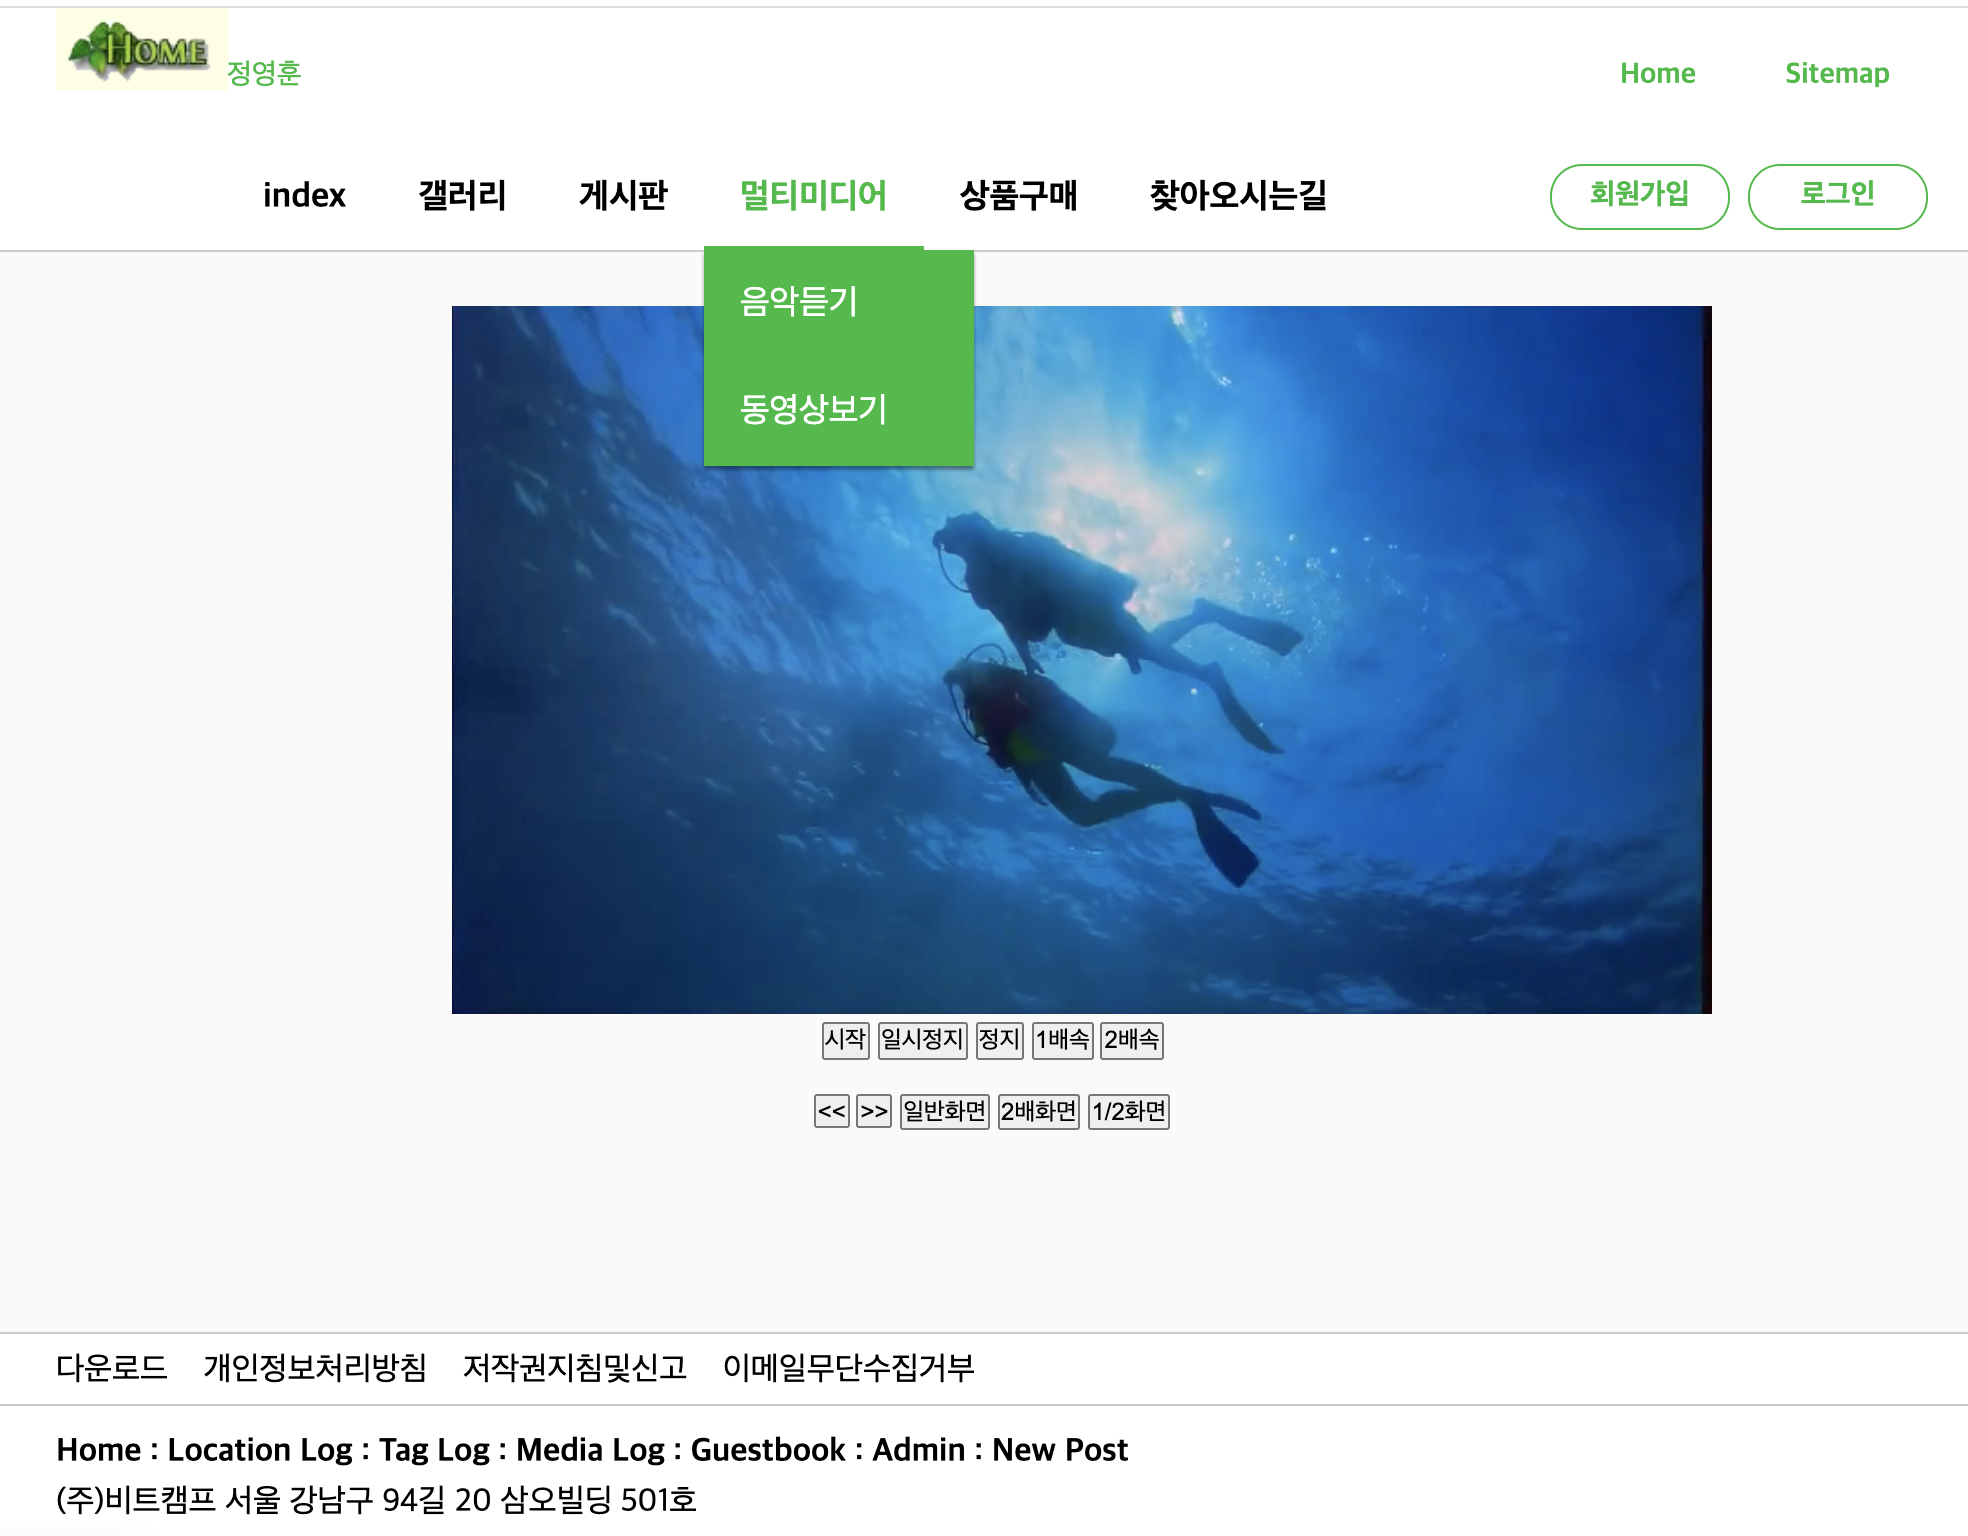 HOME 정영훈 Home Sitemap
index 갤러리 게시판 멀티미디어 상품구매 찾아오시는길 회원가입 로그인
음악듣기
동영상보기
시작 일시정지 정지 1배속 2배속
<< >> 일반화면 2배화면 1/2화면
다운로드 개인정보처리방침 저작권지침및신고 이메일무단수집거부
Home : Location Log : Tag Log : Media Log : Guestbook : Admin : New Post
(주)비트캠프 서울 강남구 94길 20 삼오빌딩 501호